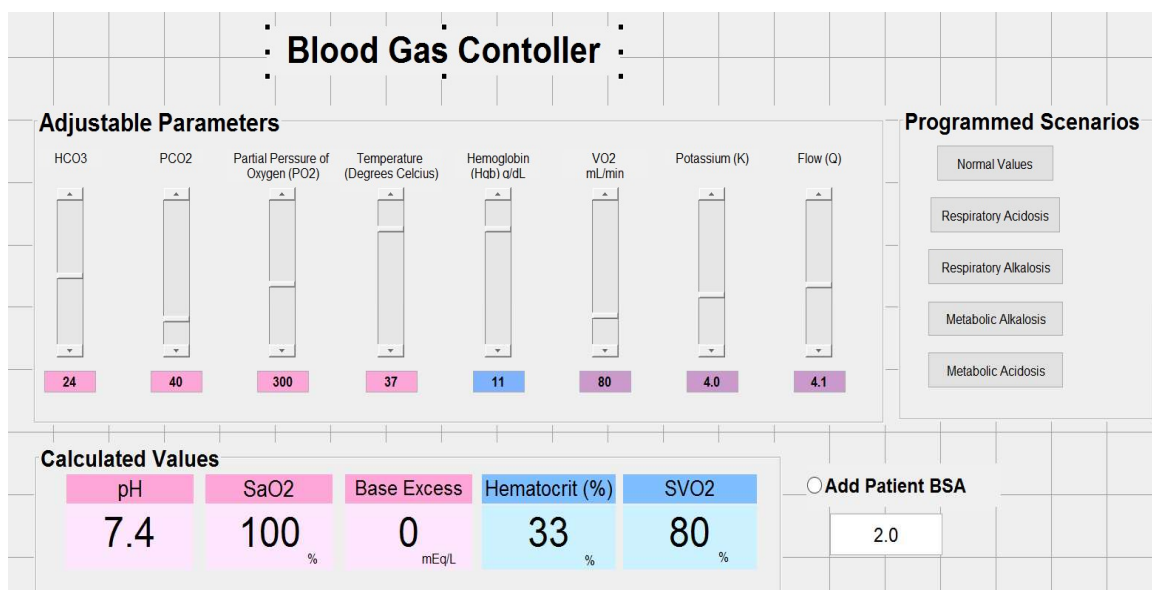 Blood Gas Contoller
Adjustable Parameters
HCO3
PCO2
Partial Perssure of
Oxygen (PO2)
Temperature
(Degrees Celcius)
Hemoglobin
(Hgb) g/dL
VO2
mL/min
Potassium (K)
Flow (Q)
24
40
300
37
11
80
4.0
4.1
Programmed Scenarios
Normal Values
Respiratory Acidosis
Respiratory Alkalosis
Metabolic Alkalosis
Metabolic Acidosis
Calculated Values
pH
7.4
SaO2
100 %
Base Excess
0 mEq/L
Hematocrit (%)
33 %
SVO2
80 %
Add Patient BSA
2.0